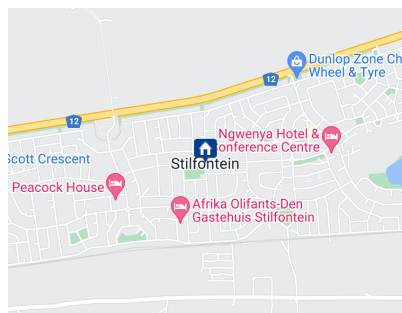 Dunlop Zone Ch
Wheel & Tyre
12
12
Ngwenya Hotel &
onference Centre
Scott Crescent
Stilfontein
Peacock House
Afrika Olifants-Den
Gastehuis Stilfontein